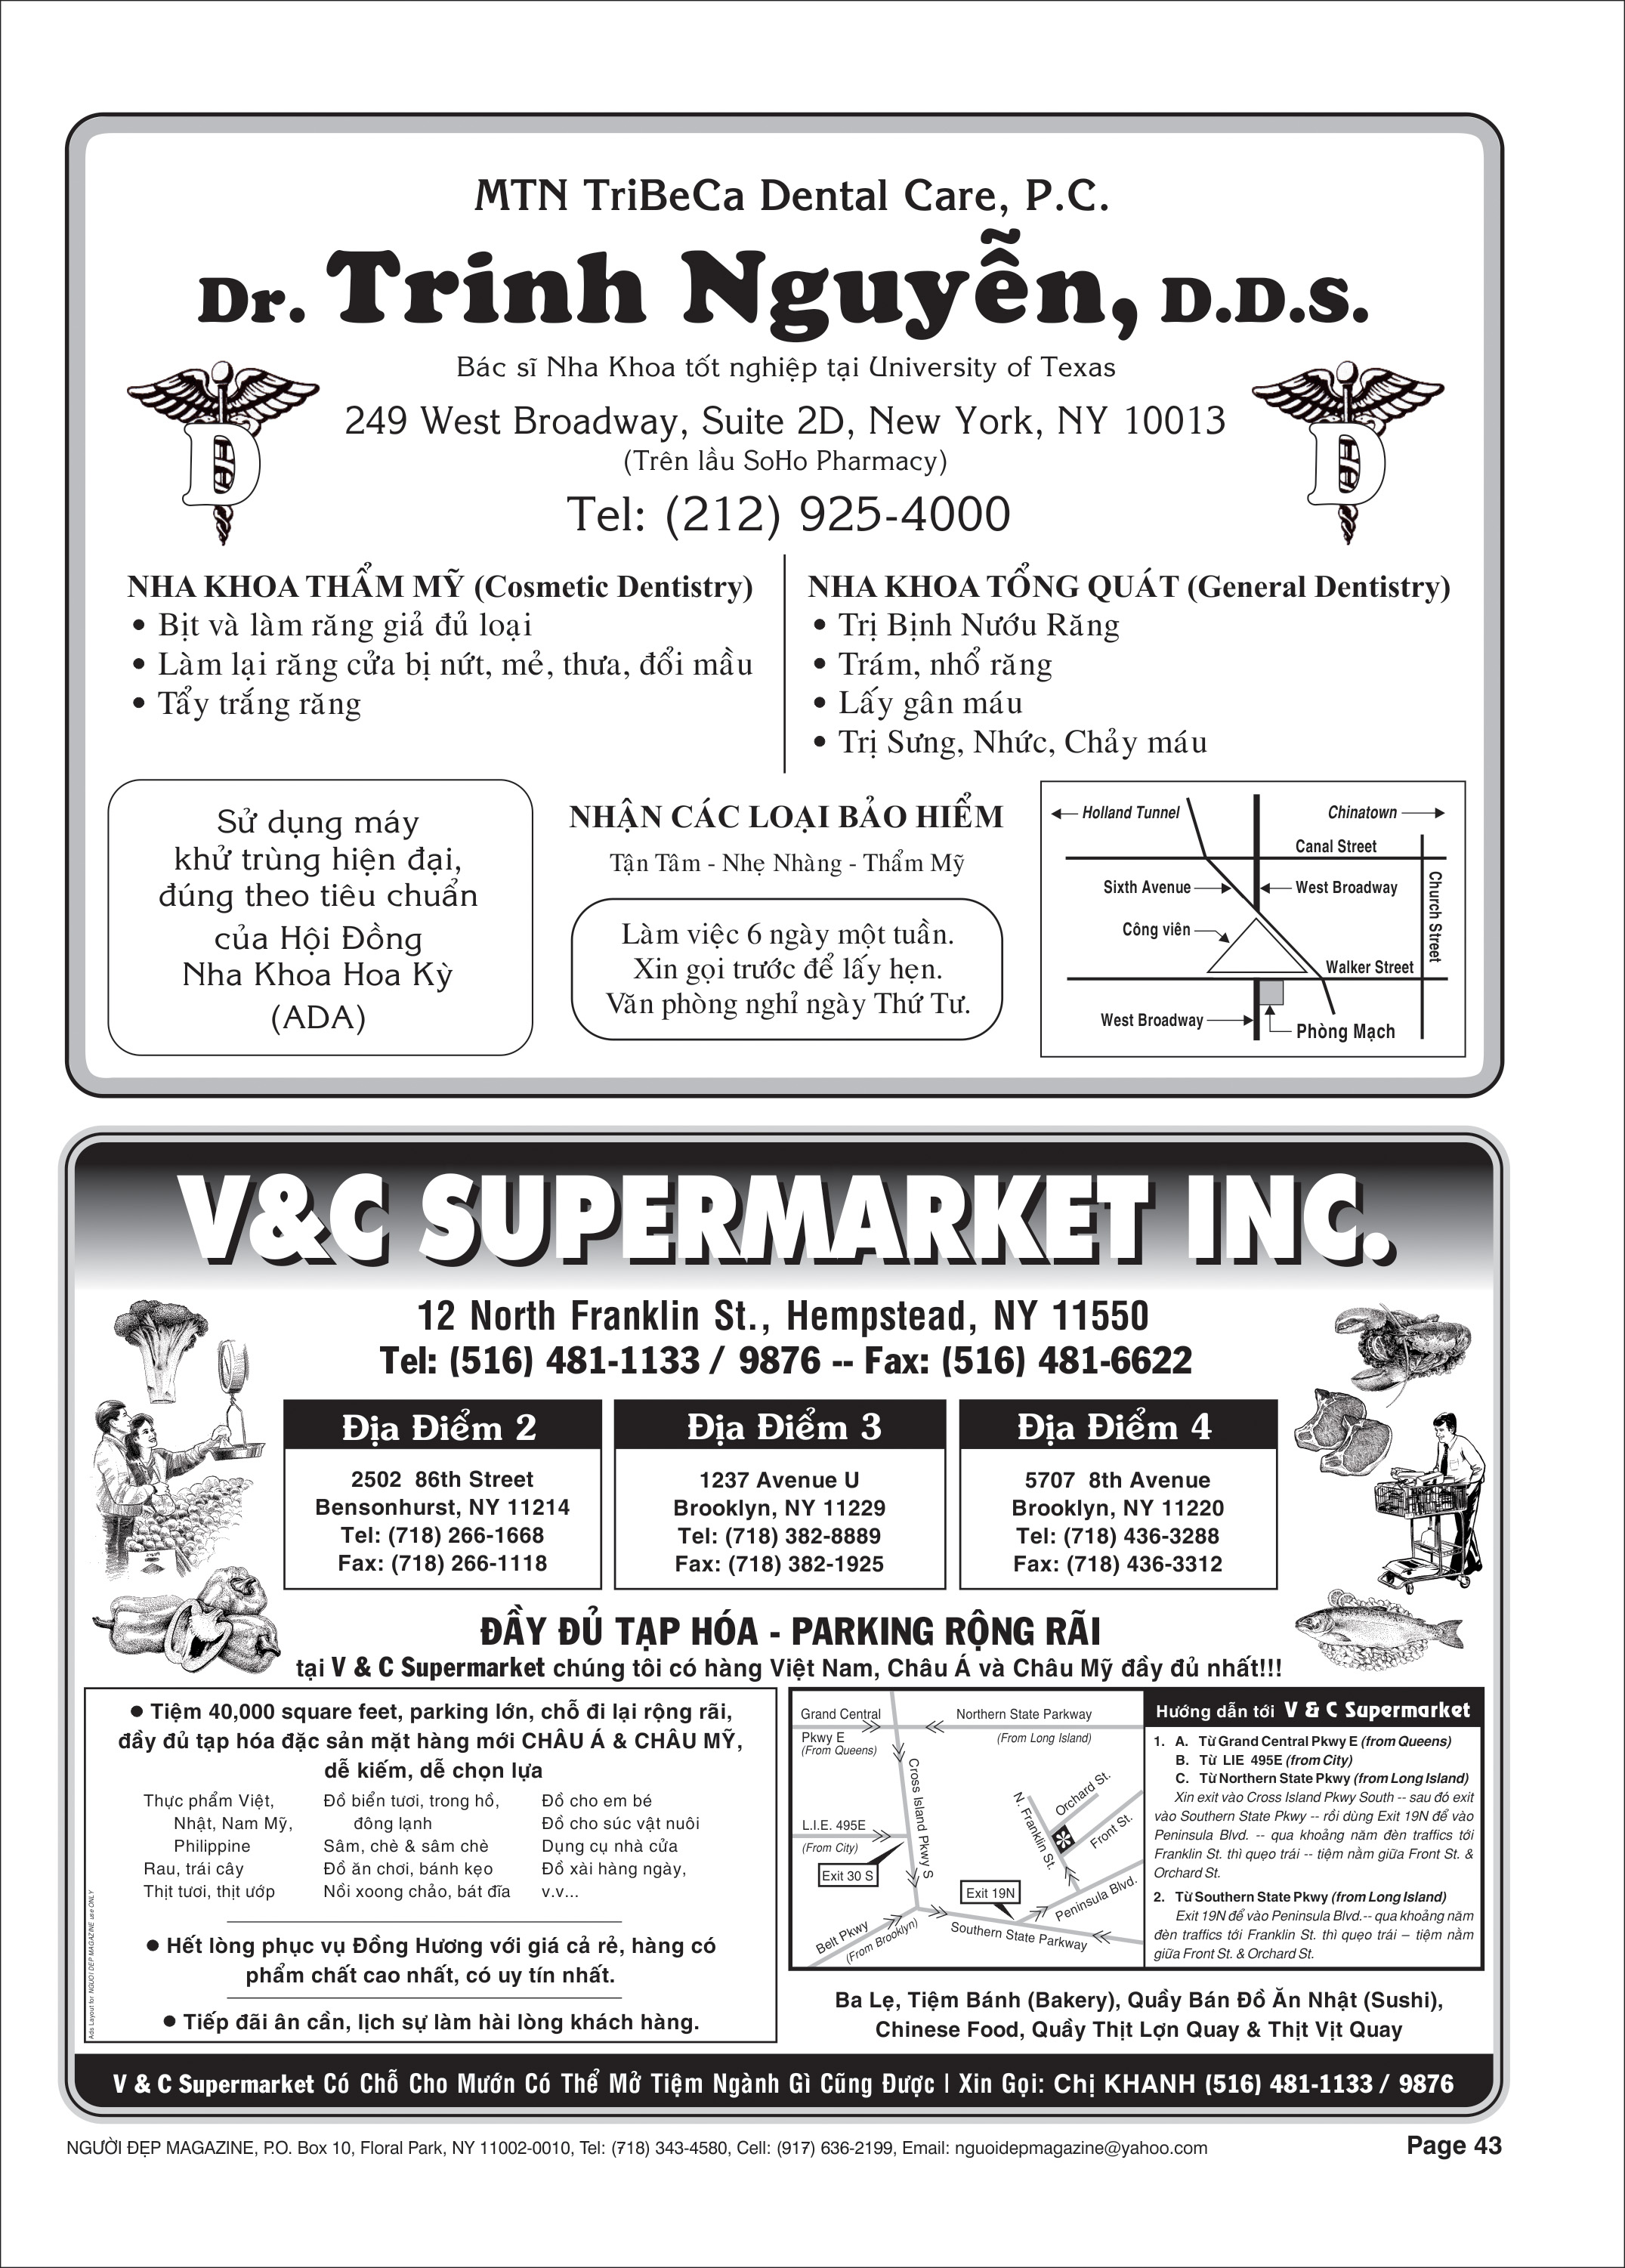 MTN TriBeCa Dental Care, P.C.
Dr. Trinh Nguyễn, D.D.S.
Bác sĩ Nha Khoa tốt nghiệp tại University of Texas
249 West Broadway, Suite 2D, New York, NY 10013
(Trên lầu SoHo Pharmacy)
Tel: (212) 925-4000
D
D
NHA KHOA THẨM MỸ (Cosmetic Dentistry)
• Bịt và làm răng giả đủ loại
• Làm lại răng cửa bị nứt, mẻ, thưa, đổi mầu
• Tẩy trắng răng
NHA KHOA TỔNG QUÁT (General Dentistry)
• Trị Bịnh Nướu Răng
• Trám, nhổ răng
• Lấy gân máu
• Trị Sưng, Nhức, Chảy máu
Sử dụng máy
khử trùng hiện đại,
đúng theo tiêu chuẩn
của Hội Đồng
Nha Khoa Hoa Kỳ
(ADA)
NHẬN CÁC LOẠI BẢO HIỂM
Tận Tâm - Nhẹ Nhàng - Thẩm Mỹ
Làm việc 6 ngày một tuần.
Xin gọi trước để lấy hẹn.
Văn phòng nghỉ ngày Thứ Tư.
Holland Tunnel
Chinatown
Canal Street
Sixth Avenue
West Broadway
Church Street
Công viên
Walker Street
West Broadway
Phòng Mạch
V&C SUPERMARKET INC.
12 North Franklin St., Hempstead, NY 11550
Tel: (516) 481-1133 / 9876 -- Fax: (516) 481-6622
Địa Điểm 2
2502 86th Street
Bensonhurst, NY 11214
Tel: (718) 266-1668
Fax: (718) 266-1118
Địa Điểm 3
1237 Avenue U
Brooklyn, NY 11229
Tel: (718) 382-8889
Fax: (718) 382-1925
Địa Điểm 4
5707 8th Avenue
Brooklyn, NY 11220
Tel: (718) 436-3288
Fax: (718) 436-3312
ĐẦY ĐỦ TẠP HÓA - PARKING RỘNG RÃI
tại V & C Supermarket chúng tôi có hàng Việt Nam, Châu Á và Châu Mỹ đầy đủ nhất!!!
• Tiệm 40,000 square feet, parking lớn, chỗ đi lại rộng rãi,
đầy đủ tạp hóa đặc sản mặt hàng mới CHÂU Á & CHÂU MỸ,
dễ kiếm, dễ chọn lựa
Thực phẩm Việt,
Nhật, Nam Mỹ,
Philippine
Rau, trái cây
Thịt tươi, thịt ướp
Đồ biển tươi, trong hồ,
đông lạnh
Sâm, chè & sâm chè
Đồ ăn chơi, bánh kẹo
Nồi xoong chảo, bát đĩa
Đồ cho em bé
Đồ cho súc vật nuôi
Dụng cụ nhà cửa
Đồ xài hàng ngày,
v.v...
• Hết lòng phục vụ Đồng Hương với giá cả rẻ, hàng có
phẩm chất cao nhất, có uy tín nhất.
• Tiếp đãi ân cần, lịch sự làm hài lòng khách hàng.
Ads Layout for NGUOI DEP MAGAZINE use ONLY
Grand Central
Pkwy E
(From Queens)
Northern State Parkway
(From Long Island)
Cross Island Pkwy S
L.I.E. 495E
(From City)
Exit 30 S
N. Franklin St.
Orchard St.
Front St.
Exit 19N
Peninsula Blvd.
Belt Pkwy
(From Brooklyn)
Southern State Parkway
Hướng dẫn tới V & C Supermarket
1. A. Từ Grand Central Pkwy E (from Queens)
B. Từ LIE 495E (from City)
C. Từ Northern State Pkwy (from Long Island)
Xin exit vào Cross Island Pkwy South -- sau đó exit
vào Southern State Pkwy -- rồi dùng Exit 19N để vào
Peninsula Blvd. -- qua khoảng năm đèn traffics tới
Franklin St. thì quẹo trái -- tiệm nằm giữa Front St. &
Orchard St.
2. Từ Southern State Pkwy (from Long Island)
Exit 19N để vào Peninsula Blvd.-- qua khoảng năm
đèn traffics tới Franklin St. thì quẹo trái – tiệm nằm
giữa Front St. & Orchard St.
Ba Lẹ, Tiệm Bánh (Bakery), Quầy Bán Đồ Ăn Nhật (Sushi),
Chinese Food, Quầy Thịt Lợn Quay & Thịt Vịt Quay
V & C Supermarket Có Chỗ Cho Mướn Có Thể Mở Tiệm Ngành Gì Cũng Được | Xin Gọi: Chị KHANH (516) 481-1133 / 9876
NGƯỜI ĐẸP MAGAZINE, P.O. Box 10, Floral Park, NY 11002-0010, Tel: (718) 343-4580, Cell: (917) 636-2199, Email: nguoidepmagazine@yahoo.com
Page 43